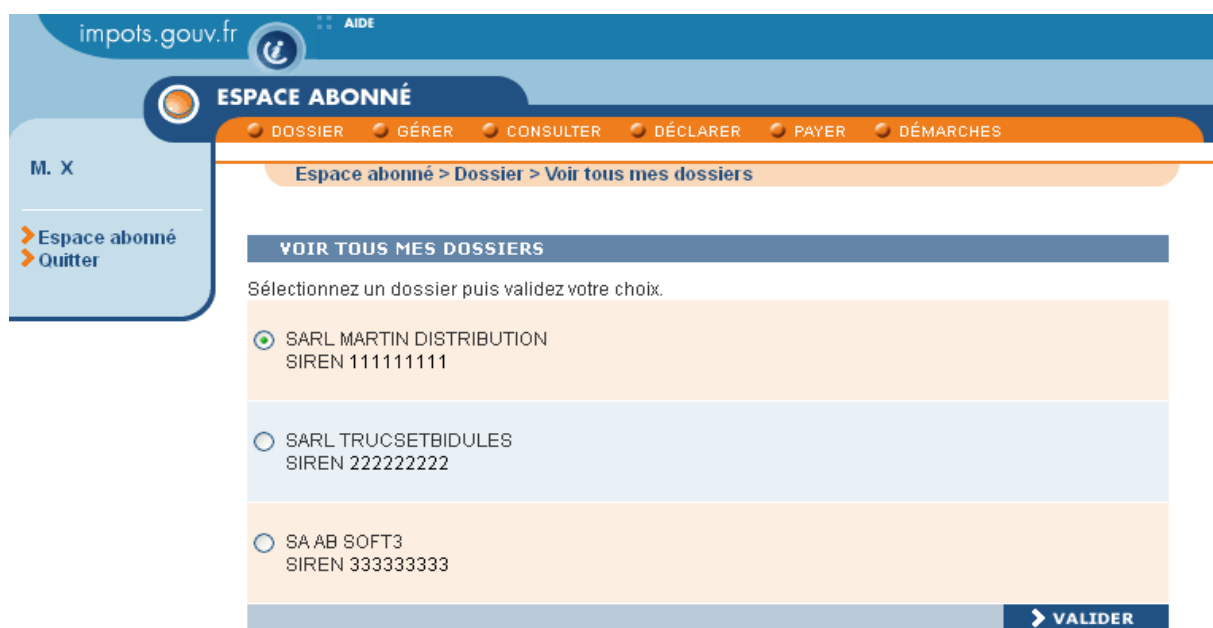 impots.gouv.fr
AIDE
ESPACE ABONNÉ
DOSSIER GÉRER CONSULTER DÉCLARER PAYER DÉMARCHES
M. X
Espace abonné > Dossier > Voir tous mes dossiers
Espace abonné
Quitter
VOIR TOUS MES DOSSIERS
Sélectionnez un dossier puis validez votre choix.
SARL MARTIN DISTRIBUTION
SIREN 111111111
SARL TRUCSETBIDULES
SIREN 222222222
SA AB SOFT3
SIREN 333333333
VALIDER